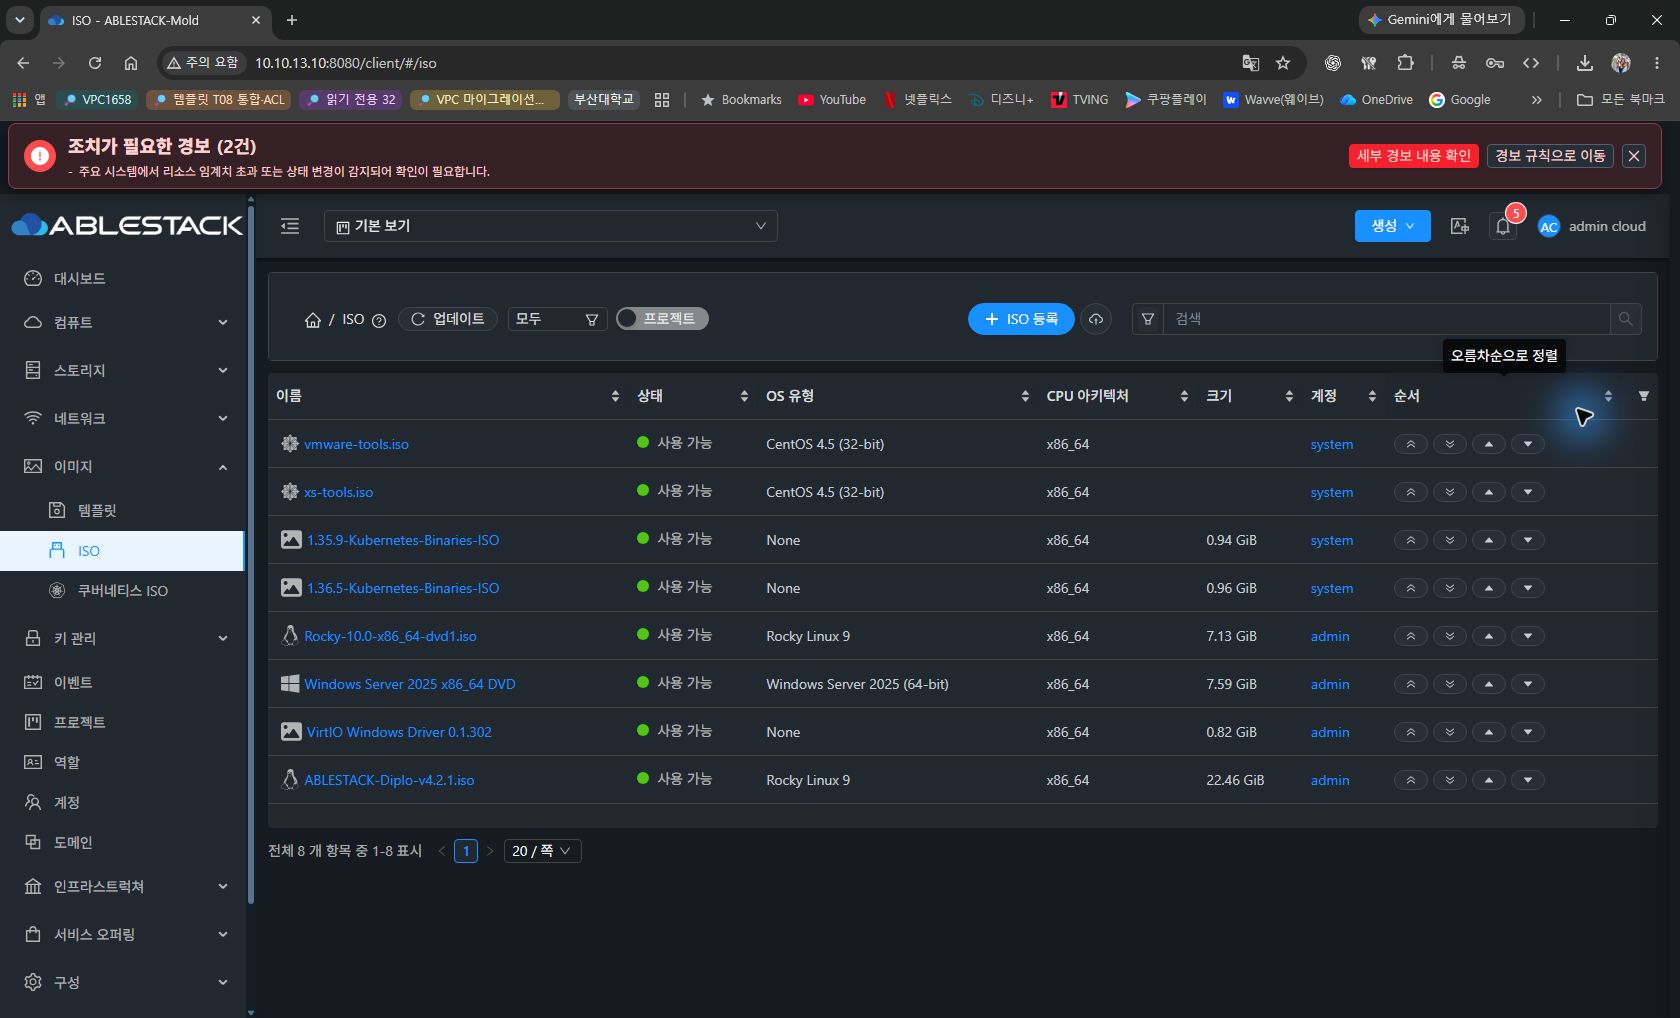 ISO - ABLESTACK-Mold
Gemini에게 물어보기
주의 요함 10.10.13.10:8080/client/#/iso
앱 VPC1658 템플릿 T08 통합·ACL 읽기 전용 32 VPC 마이그레이션... 부산대학교 Bookmarks YouTube 넷플릭스 디즈니+ TVING 쿠팡플레이 Wavve(웨이브) OneDrive Google » 모든 북마크
조치가 필요한 경보 (2건)
- 주요 시스템에서 리소스 임계치 초과 또는 상태 변경이 감지되어 확인이 필요합니다.
세부 경보 내용 확인 경보 규칙으로 이동
ABLESTACK
기본 보기
생성
5
AC admin cloud
대시보드
컴퓨트
스토리지
네트워크
이미지
템플릿
ISO
쿠버네티스 ISO
키 관리
이벤트
프로젝트
역할
계정
도메인
인프라스트럭쳐
서비스 오퍼링
구성
/ ISO 업데이트 모두 프로젝트
+ ISO 등록 검색
오름차순으로 정렬
이름 상태 OS 유형 CPU 아키텍처 크기 계정 순서
vmware-tools.iso 사용 가능 CentOS 4.5 (32-bit) x86_64 system
xs-tools.iso 사용 가능 CentOS 4.5 (32-bit) x86_64 system
1.35.9-Kubernetes-Binaries-ISO 사용 가능 None x86_64 0.94 GiB system
1.36.5-Kubernetes-Binaries-ISO 사용 가능 None x86_64 0.96 GiB system
Rocky-10.0-x86_64-dvd1.iso 사용 가능 Rocky Linux 9 x86_64 7.13 GiB admin
Windows Server 2025 x86_64 DVD 사용 가능 Windows Server 2025 (64-bit) x86_64 7.59 GiB admin
VirtIO Windows Driver 0.1.302 사용 가능 None x86_64 0.82 GiB admin
ABLESTACK-Diplo-v4.2.1.iso 사용 가능 Rocky Linux 9 x86_64 22.46 GiB admin
전체 8 개 항목 중 1-8 표시 < 1 > 20 / 쪽